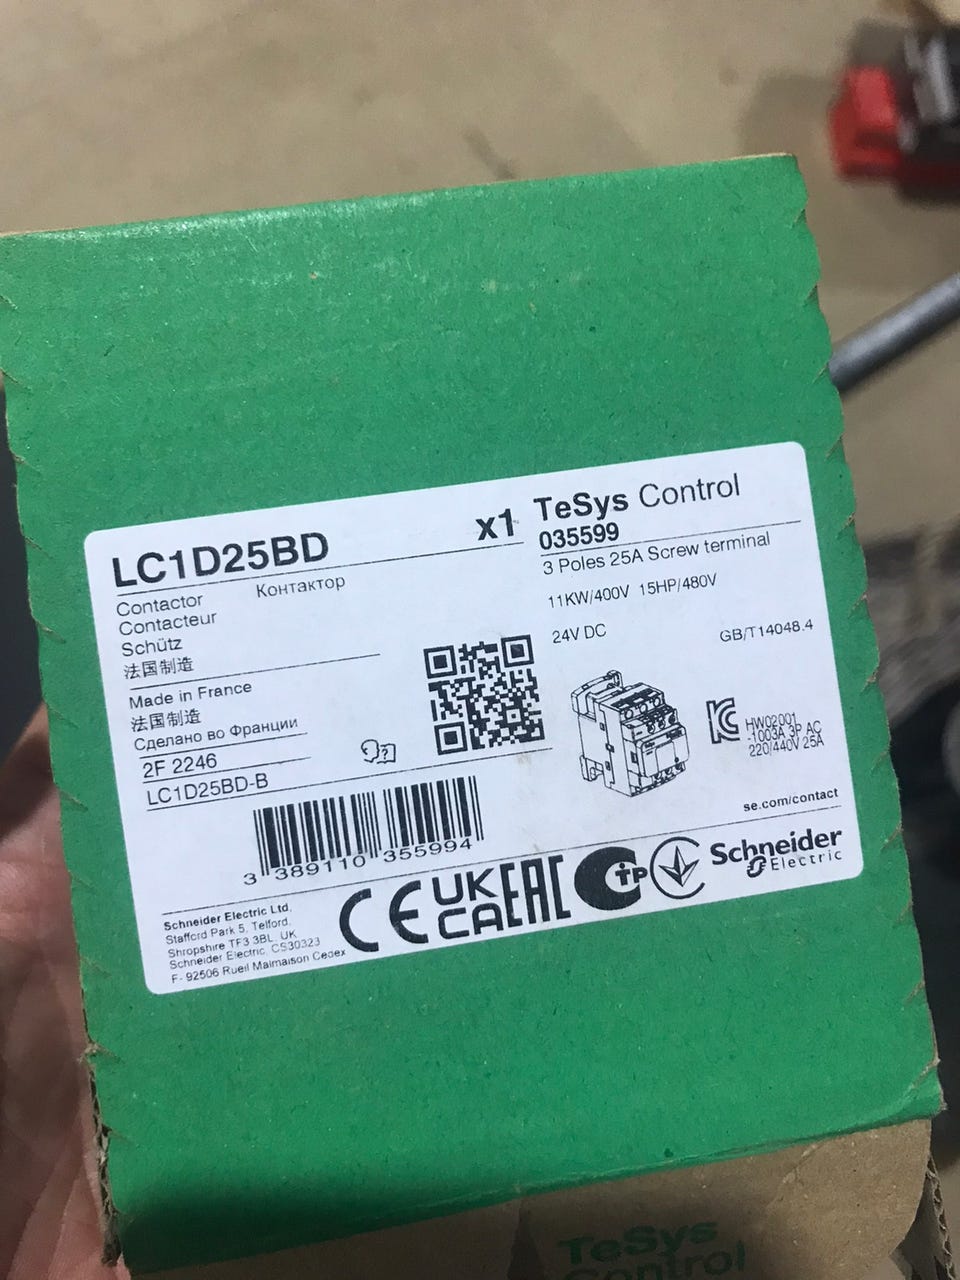 LC1D25BD
x1
TeSys Control
035599
3 Poles 25A Screw terminal
11KW/400V 15HP/480V
24V DC
GB/T14048.4
Contactor
Контактор
Contacteur
Schütz
法国制造
Made in France
法国制造
Сделано во Франции
2F 2246
LC1D25BD-B
HW02001
-1003A 3P AC
220/440V 25A
se.com/contact
3 389110 355994
Schneider Electric Ltd,
Stafford Park 5, Telford,
Shropshire TF3 3BL, UK
Schneider Electric, CS30323
F- 92506 Rueil Malmaison Cedex
CE
UK
CA
EAC
Schneider
Electric
TeSys
Control